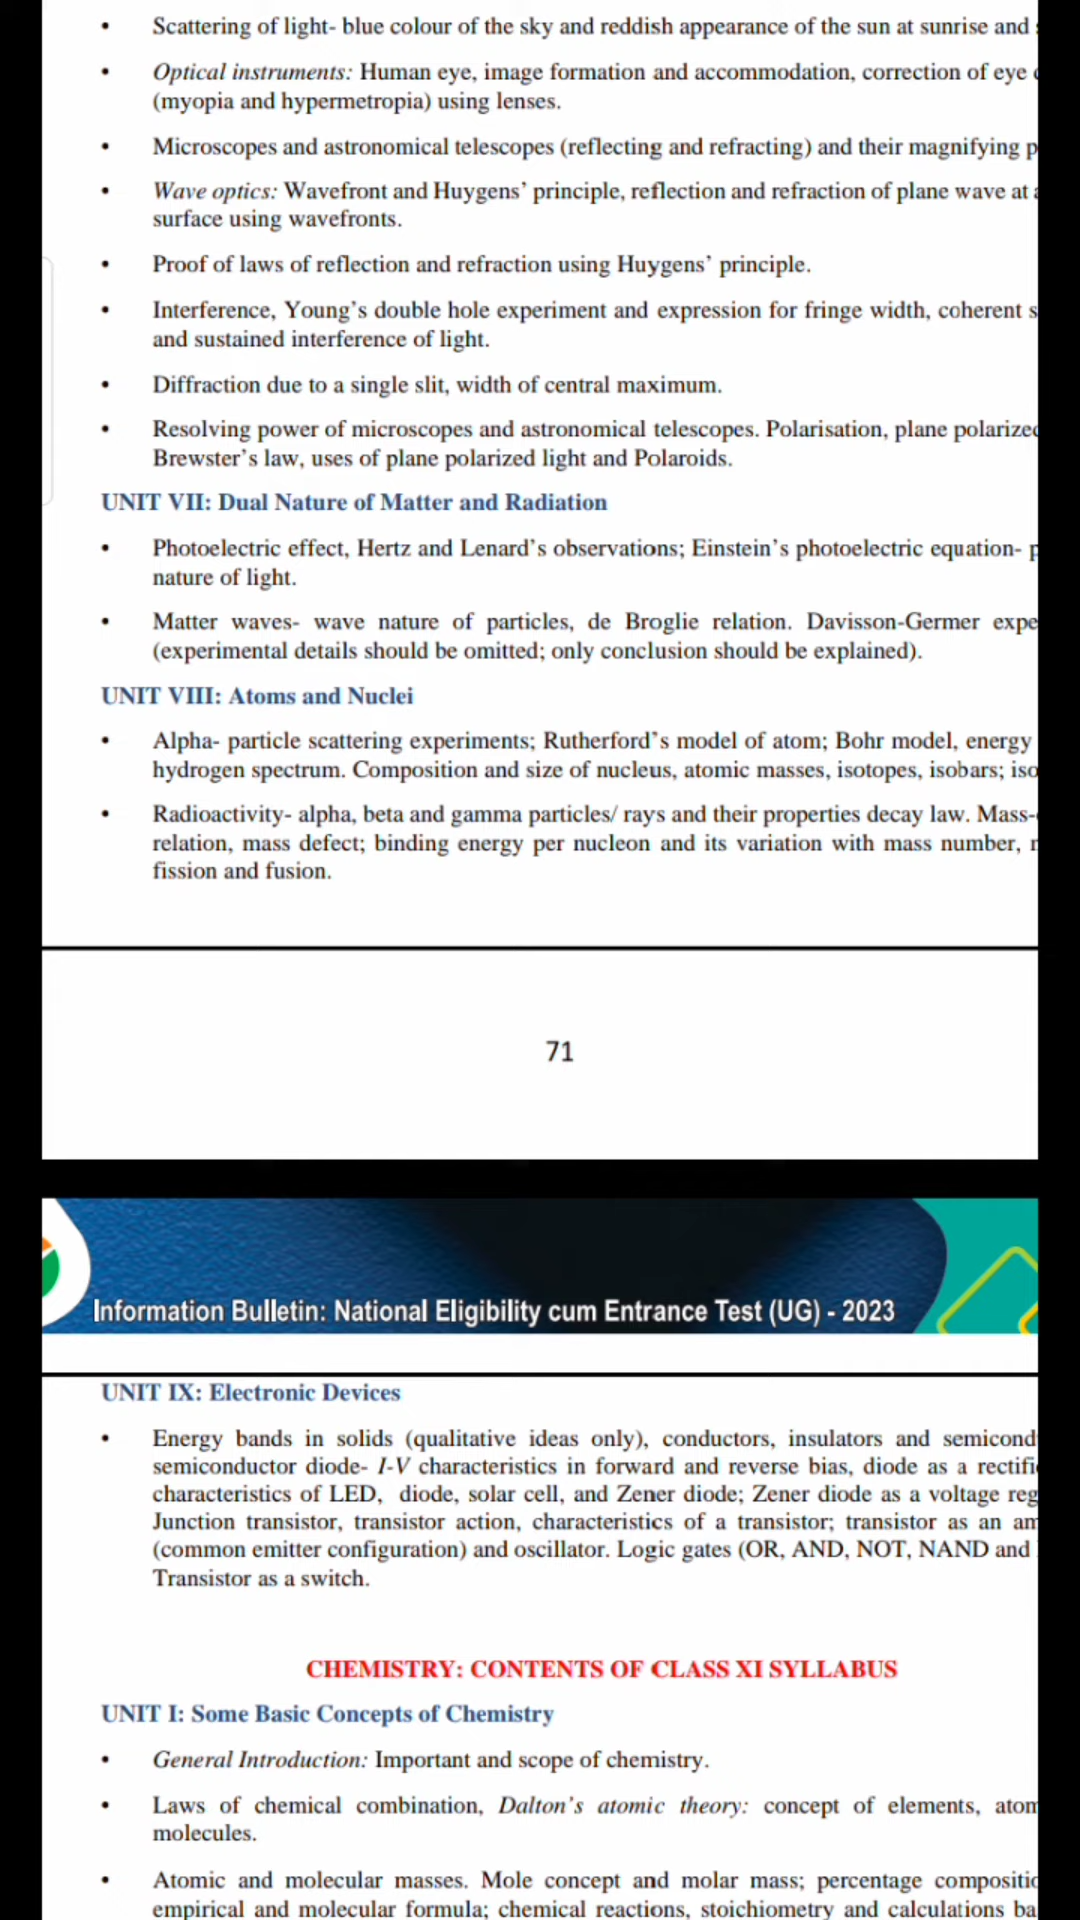 • Scattering of light- blue colour of the sky and reddish appearance of the sun at sunrise and
• Optical instruments: Human eye, image formation and accommodation, correction of eye
(myopia and hypermetropia) using lenses.
• Microscopes and astronomical telescopes (reflecting and refracting) and their magnifying
• Wave optics: Wavefront and Huygens’ principle, reflection and refraction of plane wave at
surface using wavefronts.
• Proof of laws of reflection and refraction using Huygens’ principle.
• Interference, Young’s double hole experiment and expression for fringe width, coherent
and sustained interference of light.
• Diffraction due to a single slit, width of central maximum.
• Resolving power of microscopes and astronomical telescopes. Polarisation, plane polarized
Brewster’s law, uses of plane polarized light and Polaroids.
UNIT VII: Dual Nature of Matter and Radiation
• Photoelectric effect, Hertz and Lenard’s observations; Einstein’s photoelectric equation-
nature of light.
• Matter waves- wave nature of particles, de Broglie relation. Davisson-Germer expe
(experimental details should be omitted; only conclusion should be explained).
UNIT VIII: Atoms and Nuclei
• Alpha- particle scattering experiments; Rutherford’s model of atom; Bohr model, energy
hydrogen spectrum. Composition and size of nucleus, atomic masses, isotopes, isobars; iso
• Radioactivity- alpha, beta and gamma particles/ rays and their properties decay law. Mass-
relation, mass defect; binding energy per nucleon and its variation with mass number,
fission and fusion.
71
Information Bulletin: National Eligibility cum Entrance Test (UG) - 2023
UNIT IX: Electronic Devices
• Energy bands in solids (qualitative ideas only), conductors, insulators and semicond
semiconductor diode- I-V characteristics in forward and reverse bias, diode as a rectifi
characteristics of LED, diode, solar cell, and Zener diode; Zener diode as a voltage reg
Junction transistor, transistor action, characteristics of a transistor; transistor as an am
(common emitter configuration) and oscillator. Logic gates (OR, AND, NOT, NAND and
Transistor as a switch.
CHEMISTRY: CONTENTS OF CLASS XI SYLLABUS
UNIT I: Some Basic Concepts of Chemistry
• General Introduction: Important and scope of chemistry.
• Laws of chemical combination, Dalton’s atomic theory: concept of elements, atom
molecules.
• Atomic and molecular masses. Mole concept and molar mass; percentage compositio
empirical and molecular formula; chemical reactions, stoichiometry and calculations ba